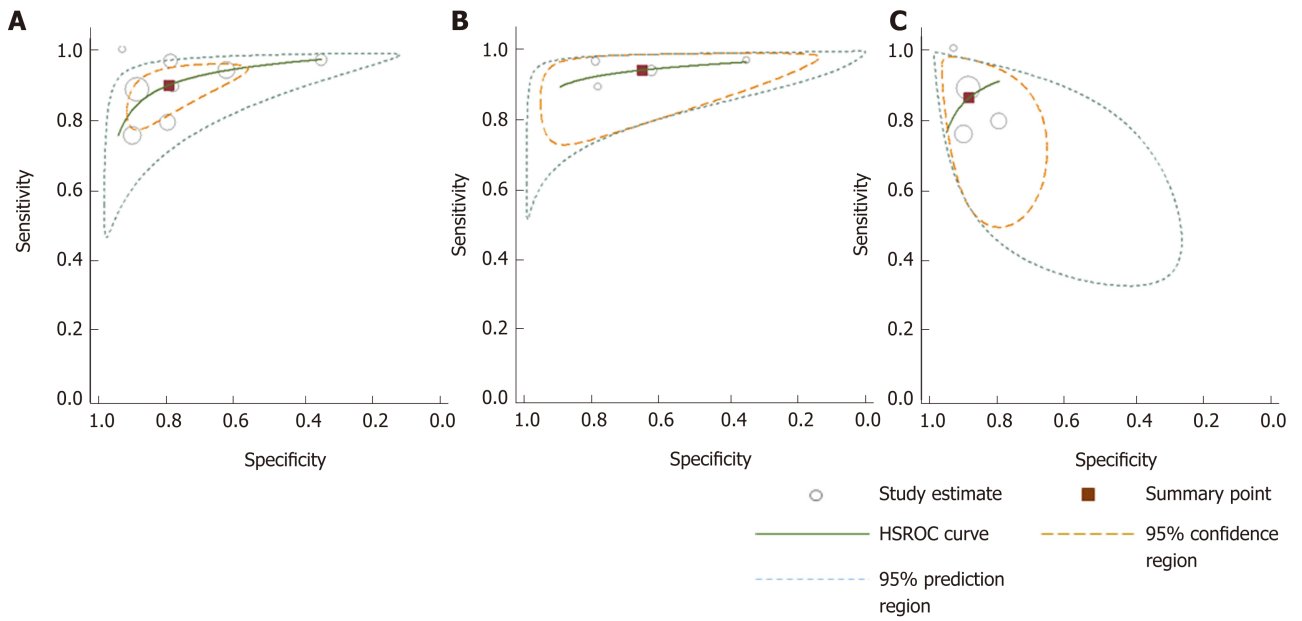 A
1.0
0.8
0.6
0.4
0.2
0.0
Sensitivity
1.0 0.8 0.6 0.4 0.2 0.0
Specificity
B
1.0
0.8
0.6
0.4
0.2
0.0
Sensitivity
1.0 0.8 0.6 0.4 0.2 0.0
Specificity
C
1.0
0.8
0.6
0.4
0.2
0.0
Sensitivity
1.0 0.8 0.6 0.4 0.2 0.0
Specificity
Study estimate
Summary point
HSROC curve
95% confidence
region
95% prediction
region